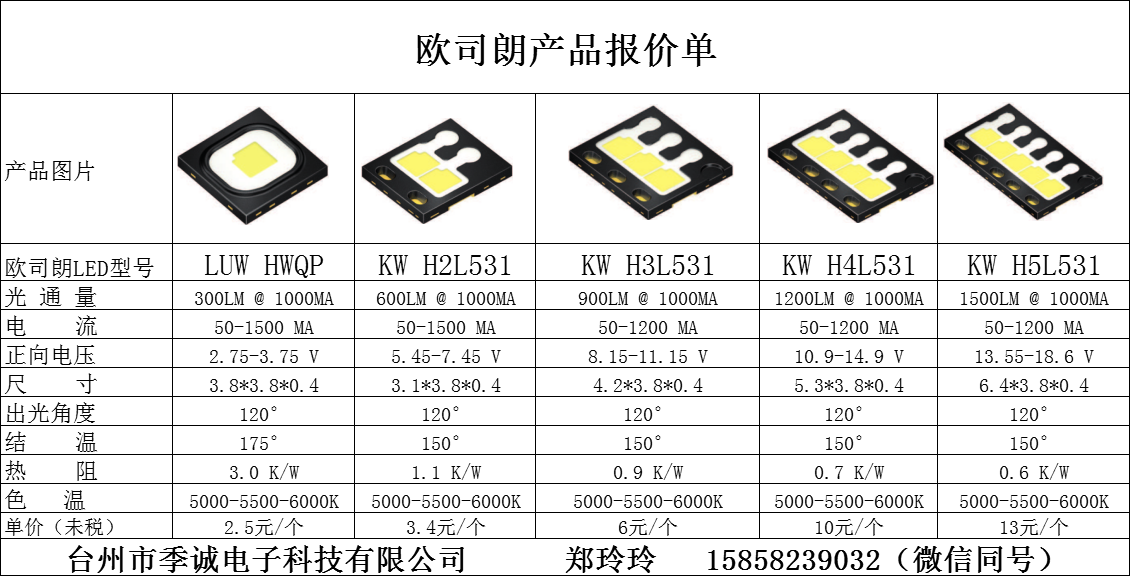 欧司朗产品报价单
产品图片
欧司朗LED型号 LUW HWQP KW H2L531 KW H3L531 KW H4L531 KW H5L531
光 通 量 300LM @ 1000MA 600LM @ 1000MA 900LM @ 1000MA 1200LM @ 1000MA 1500LM @ 1000MA
电 流 50-1500 MA 50-1500 MA 50-1200 MA 50-1200 MA 50-1200 MA
正向电压 2.75-3.75 V 5.45-7.45 V 8.15-11.15 V 10.9-14.9 V 13.55-18.6 V
尺 寸 3.8*3.8*0.4 3.1*3.8*0.4 4.2*3.8*0.4 5.3*3.8*0.4 6.4*3.8*0.4
出光角度 120° 120° 120° 120° 120°
结 温 175° 150° 150° 150° 150°
热 阻 3.0 K/W 1.1 K/W 0.9 K/W 0.7 K/W 0.6 K/W
色 温 5000-5500-6000K 5000-5500-6000K 5000-5500-6000K 5000-5500-6000K 5000-5500-6000K
单价（未税） 2.5元/个 3.4元/个 6元/个 10元/个 13元/个
台州市季诚电子科技有限公司 郑玲玲 15858239032（微信同号）